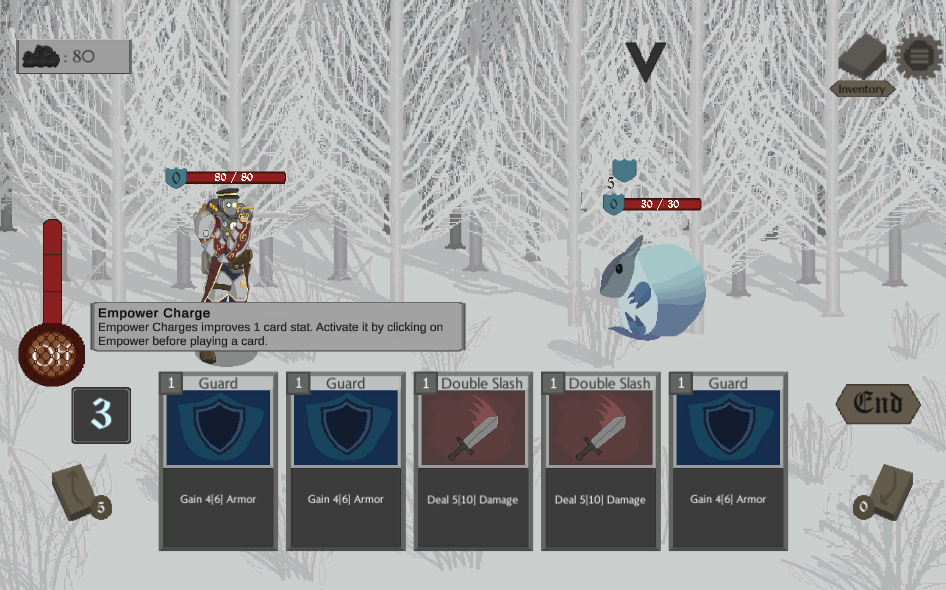 : 80
V
Inventory
0
80 / 80
5
0
30 / 30
Empower Charge
Empower Charges improves 1 card stat. Activate it by clicking on
Empower before playing a card.
3
1 Guard
Gain 4|6| Armor
1 Guard
Gain 4|6| Armor
1 Double Slash
Deal 5|10| Damage
1 Double Slash
Deal 5|10| Damage
1 Guard
Gain 4|6| Armor
End
5
0